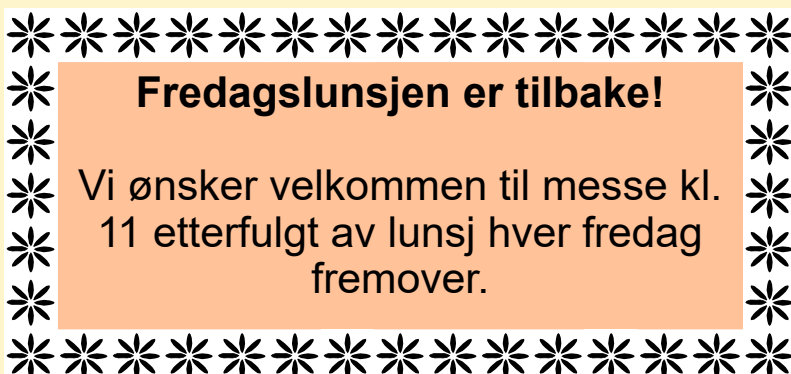 Fredagslunsjen er tilbake!
Vi ønsker velkommen til messe kl.
11 etterfulgt av lunsj hver fredag
fremover.